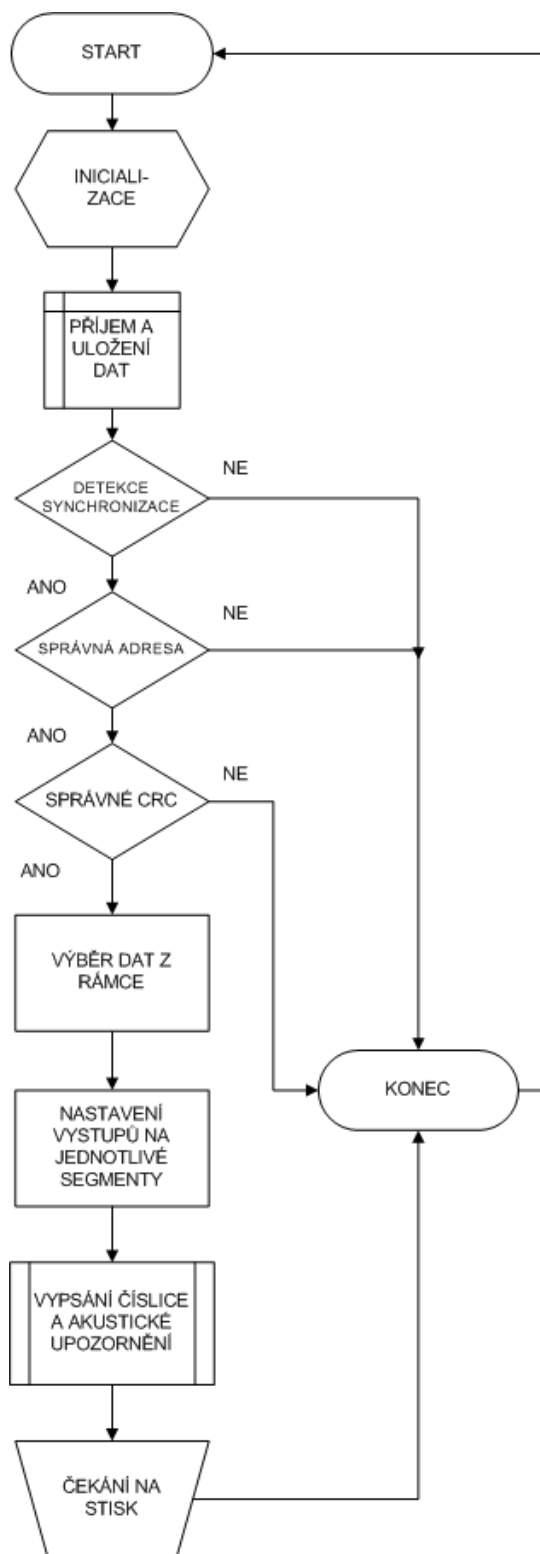 START
INICIALI-
ZACE
PŘÍJEM A
ULOŽENÍ
DAT
NE
DETEKCE
SYNCHRONIZACE
ANO
NE
SPRÁVNÁ ADRESA
ANO
NE
SPRÁVNÉ CRC
ANO
VÝBĚR DAT Z
RÁMCE
KONEC
NASTAVENÍ
VYSTUPŮ NA
JEDNOTLIVÉ
SEGMENTY
VYPSÁNÍ ČÍSLICE
A AKUSTICKÉ
UPOZORNĚNÍ
ČEKÁNÍ NA
STISK